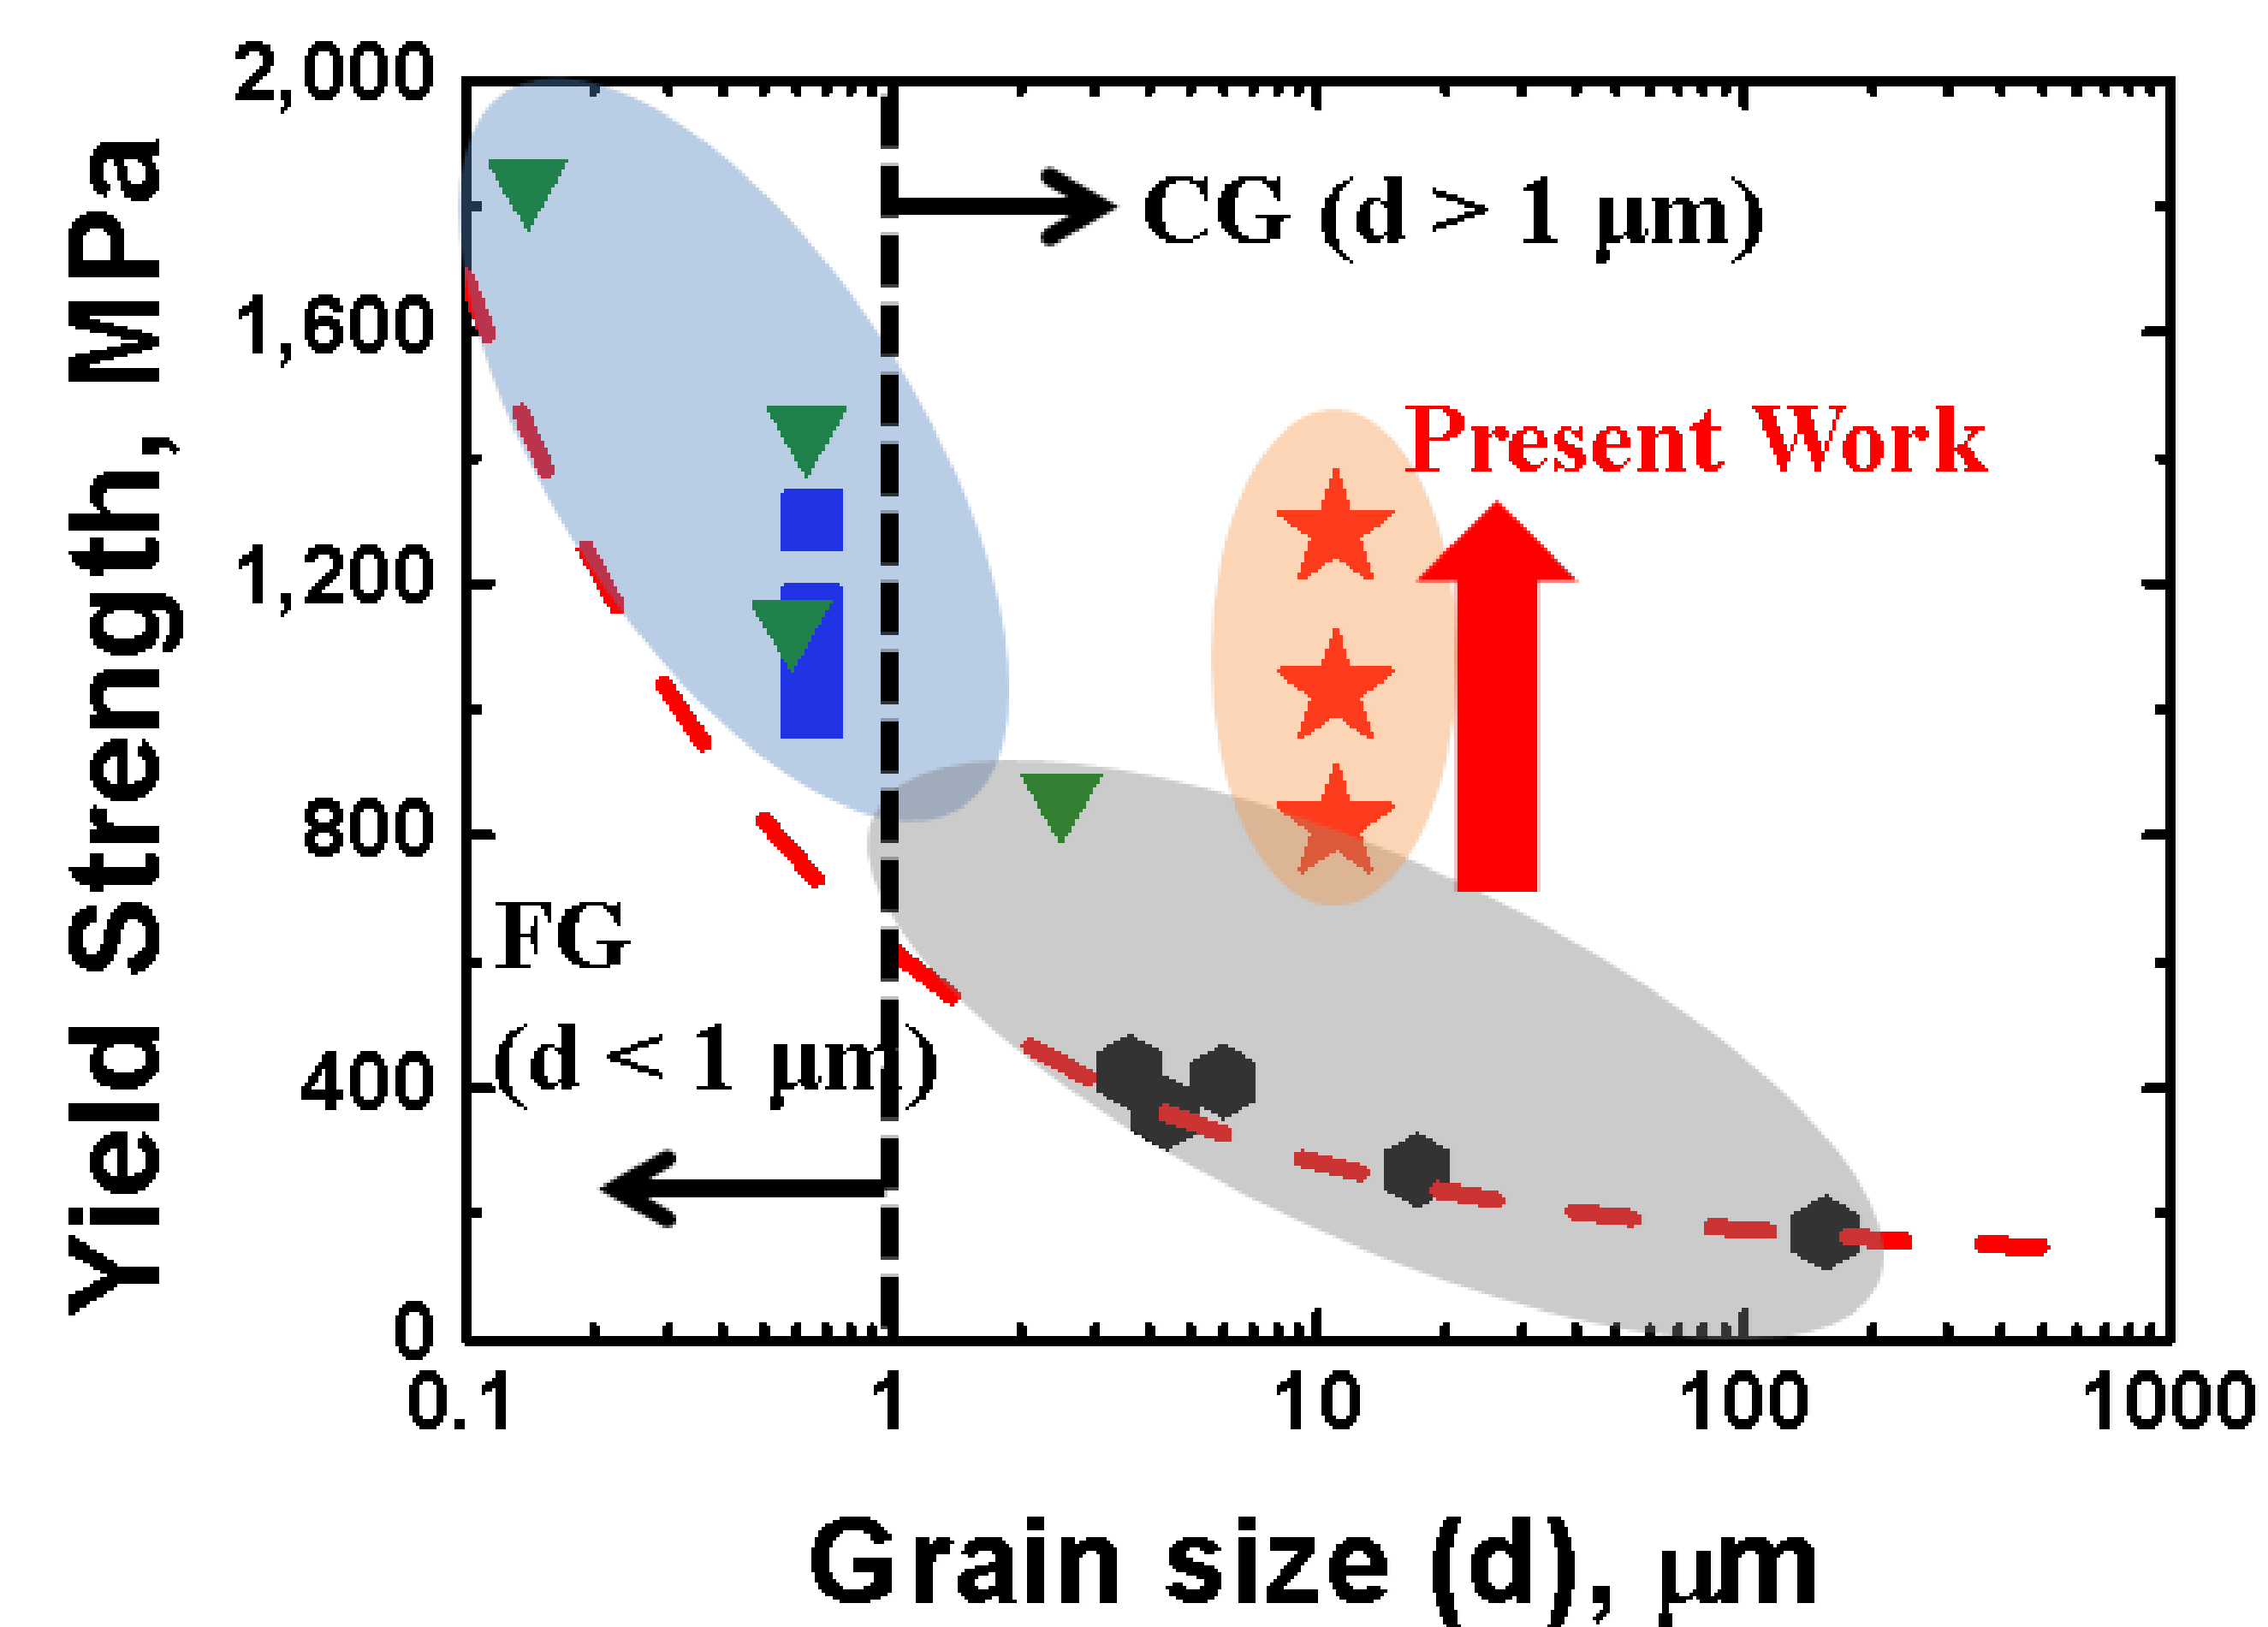 2,000
1,600
1,200
800
400
0
Yield Strength, MPa
CG (d > 1 μm)
Present Work
FG
(d < 1 μm)
0.1 1 10 100 1000
Grain size (d), μm